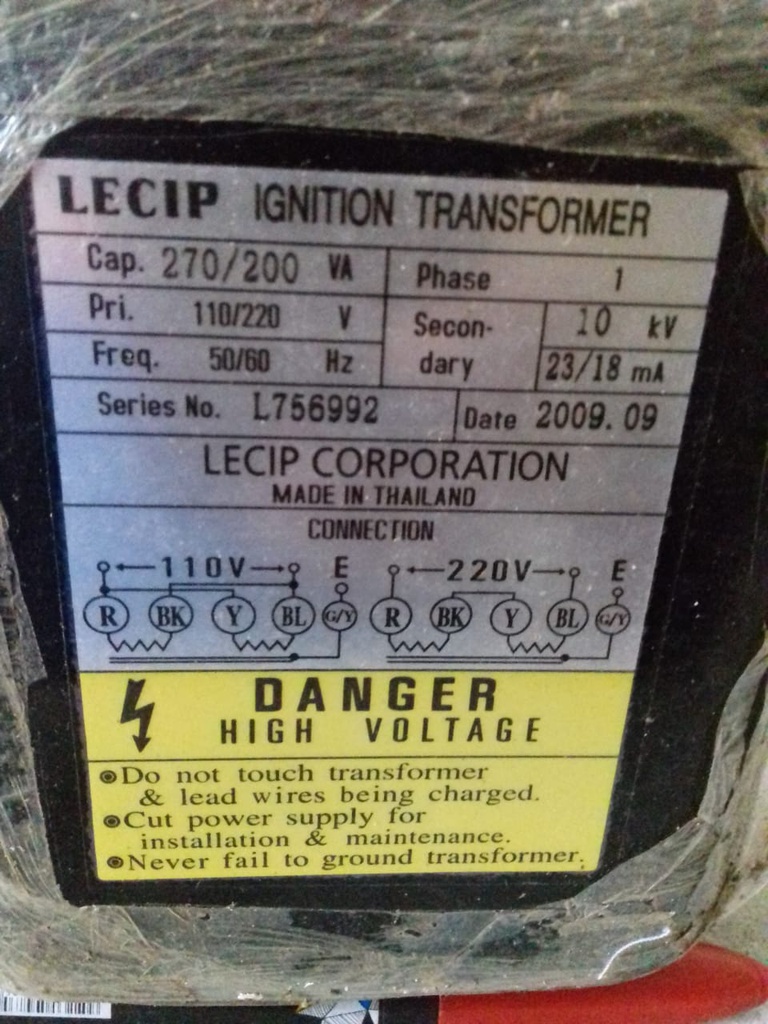 LECIP IGNITION TRANSFORMER
Cap. 270/200 VA Phase 1
Pri. 110/220 V Secon-dary 10 kV
Freq. 50/60 Hz 23/18 mA
Series No. L756992 Date 2009.09
LECIP CORPORATION
MADE IN THAILAND
CONNECTION
110V E 220V E
R BK Y BL G/Y R BK Y BL G/Y
DANGER
HIGH VOLTAGE
Do not touch transformer
& lead wires being charged.
Cut power supply for
installation & maintenance.
Never fail to ground transformer.